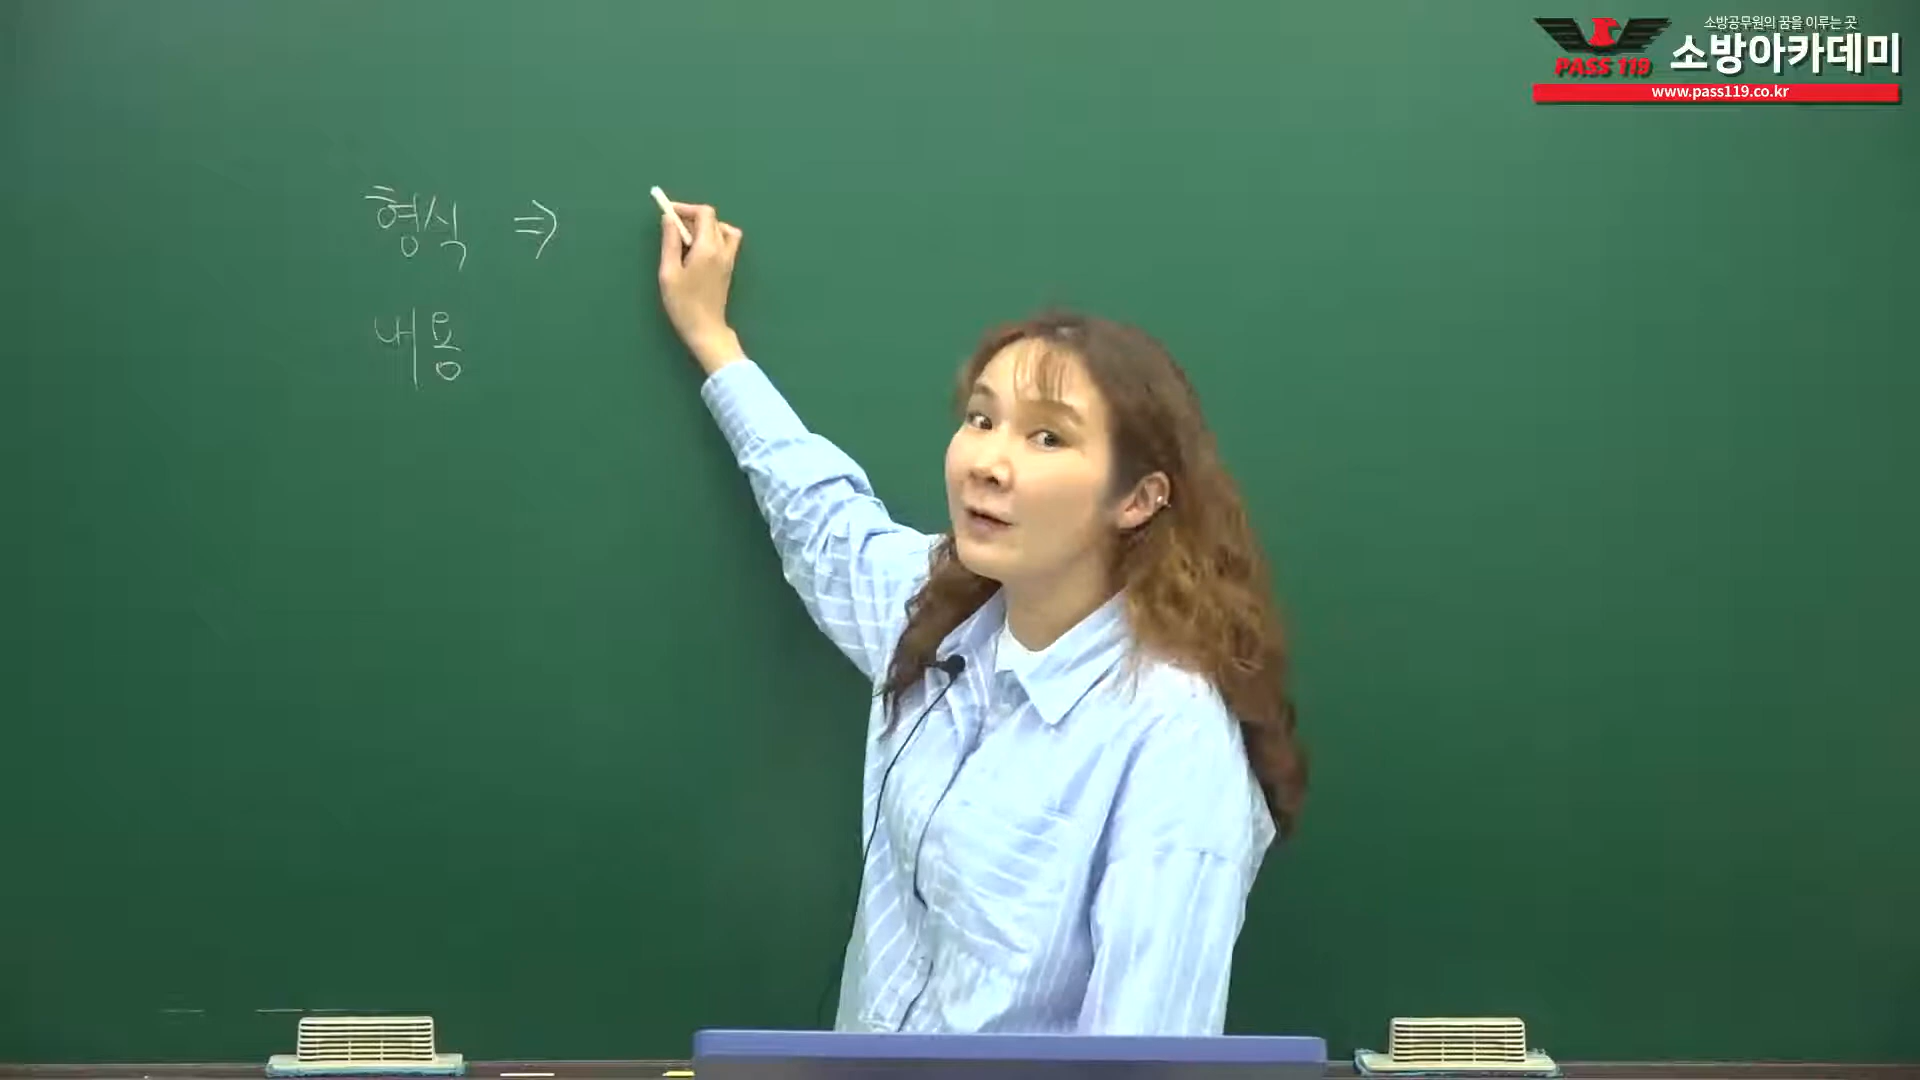 소방공무원의 꿈을 이루는 곳
PASS 119 소방아카데미
www.pass119.co.kr
형식 ⇒
내용